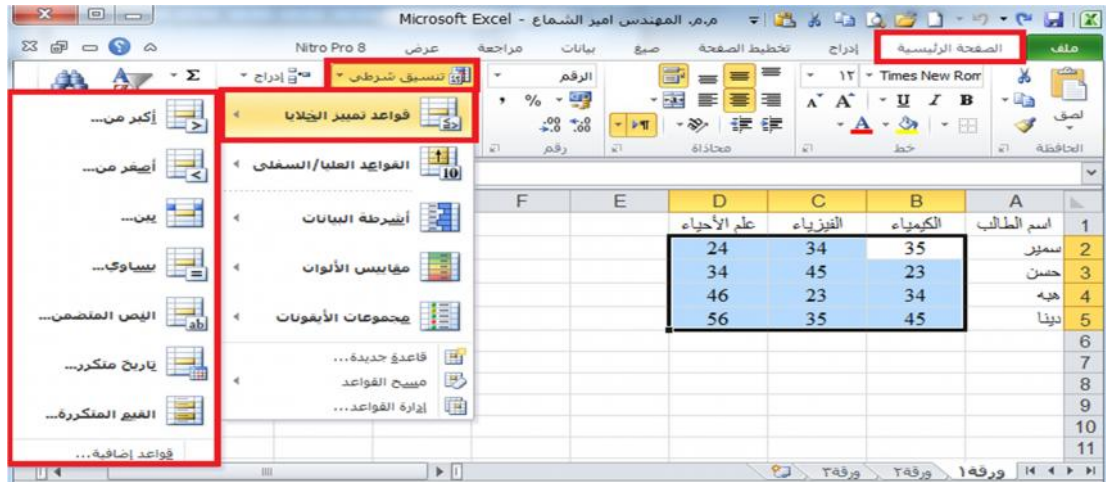 م.م. المهندس امير الشماع - Microsoft Excel
ملف الصفحة الرئيسية إدراج تخطيط الصفحة صيغ بيانات مراجعة عرض Nitro Pro 8
لصق
Times New Rom ١٢
B I U
الرقم
%
تنسيق شرطي
إدراج
Σ
الحافظة خط محاذاة رقم
قواعد تمييز الخلايا
القواعد العليا/السفلى
أشرطة البيانات
مقاييس الألوان
مجموعات الأيقونات
قاعدة جديدة...
مسح القواعد
إدارة القواعد...
أكبر من...
أصغر من...
بين...
يساوي...
النص المتضمن...
تاريخ متكرر...
القيم المتكررة...
قواعد إضافية...
A B C D E F
1 اسم الطالب الكيمياء الفيزياء علم الأحياء
2 سمير 35 34 24
3 حسن 23 45 34
4 هبه 34 23 46
5 دينا 45 35 56
6
7
8
9
10
11
ورقة١ ورقة٢ ورقة٣